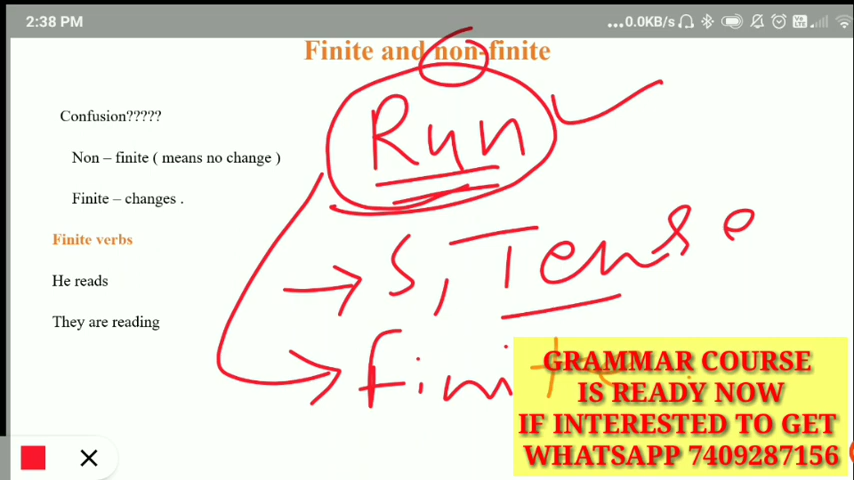 2:38 PM
...0.0KB/s
Finite and non-finite
Confusion?????
Run
Non – finite ( means no change )
Finite – changes .
S, Tense
Finite verbs
He reads
They are reading
Finite
GRAMMAR COURSE
IS READY NOW
IF INTERESTED TO GET
WHATSAPP 7409287156